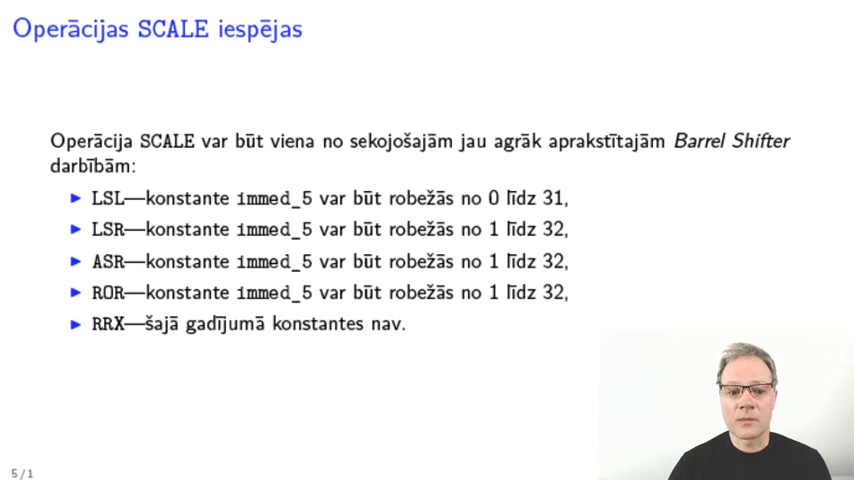 Operācijas SCALE iespējas
Operācija SCALE var būt viena no sekojošajām jau agrāk aprakstītajām Barrel Shifter
darbībām:
▶ LSL—konstante immed_5 var būt robežās no 0 līdz 31,
▶ LSR—konstante immed_5 var būt robežās no 1 līdz 32,
▶ ASR—konstante immed_5 var būt robežās no 1 līdz 32,
▶ ROR—konstante immed_5 var būt robežās no 1 līdz 32,
▶ RRX—šajā gadījumā konstantes nav.
5 / 1